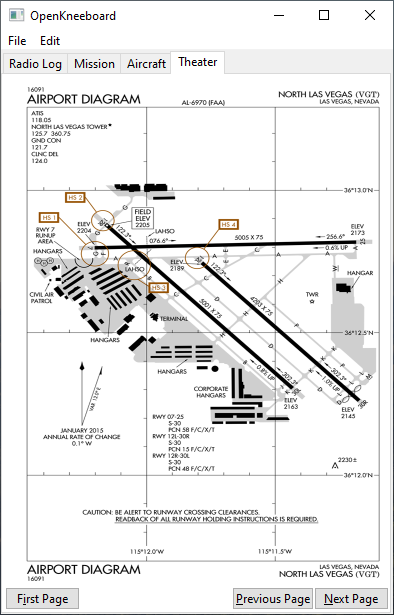 OpenKneeboard
File Edit
Radio Log Mission Aircraft Theater
16091
AIRPORT DIAGRAM
AL-6970 (FAA)
NORTH LAS VEGAS (VGT)
LAS VEGAS, NEVADA
ATIS
118.05
NORTH LAS VEGAS TOWER*
125.7 360.75
GND CON
121.7
CLNC DEL
124.0
36°13.0'N
HS 2
FIELD
ELEV
2205
HS 1
ELEV
2204
HS 4
ELEV
2173
RWY 7
RUNUP
AREA
122.3°
LAHSO
076.6°
5005 X 75
256.6°
0.6% UP
25
HANGARS
LAHSO
ELEV
2189
122.2°
HS 3
HANGAR
CIVIL AIR
PATROL
5001 X 75
4203 X 75
TWR
TERMINAL
36°12.5'N
HANGARS
HANGARS
0.8% UP
302.3°
1.0% UP
302.3°
CORPORATE
HANGARS
ELEV
2163
30R
ELEV
2145
VAR 12.0° E
RWY 07-25
S-30
PCN 58 F/C/X/T
RWY 12L-30R
S-30
PCN 15 F/C/X/T
RWY 12R-30L
S-30
PCN 48 F/C/X/T
JANUARY 2015
ANNUAL RATE OF CHANGE
0.1° W
2230±
36°12.0'N
CAUTION: BE ALERT TO RUNWAY CROSSING CLEARANCES.
READBACK OF ALL RUNWAY HOLDING INSTRUCTIONS IS REQUIRED.
115°12.0'W
115°11.5'W
AIRPORT DIAGRAM
16091
LAS VEGAS, NEVADA
NORTH LAS VEGAS (VGT)
First Page Previous Page Next Page